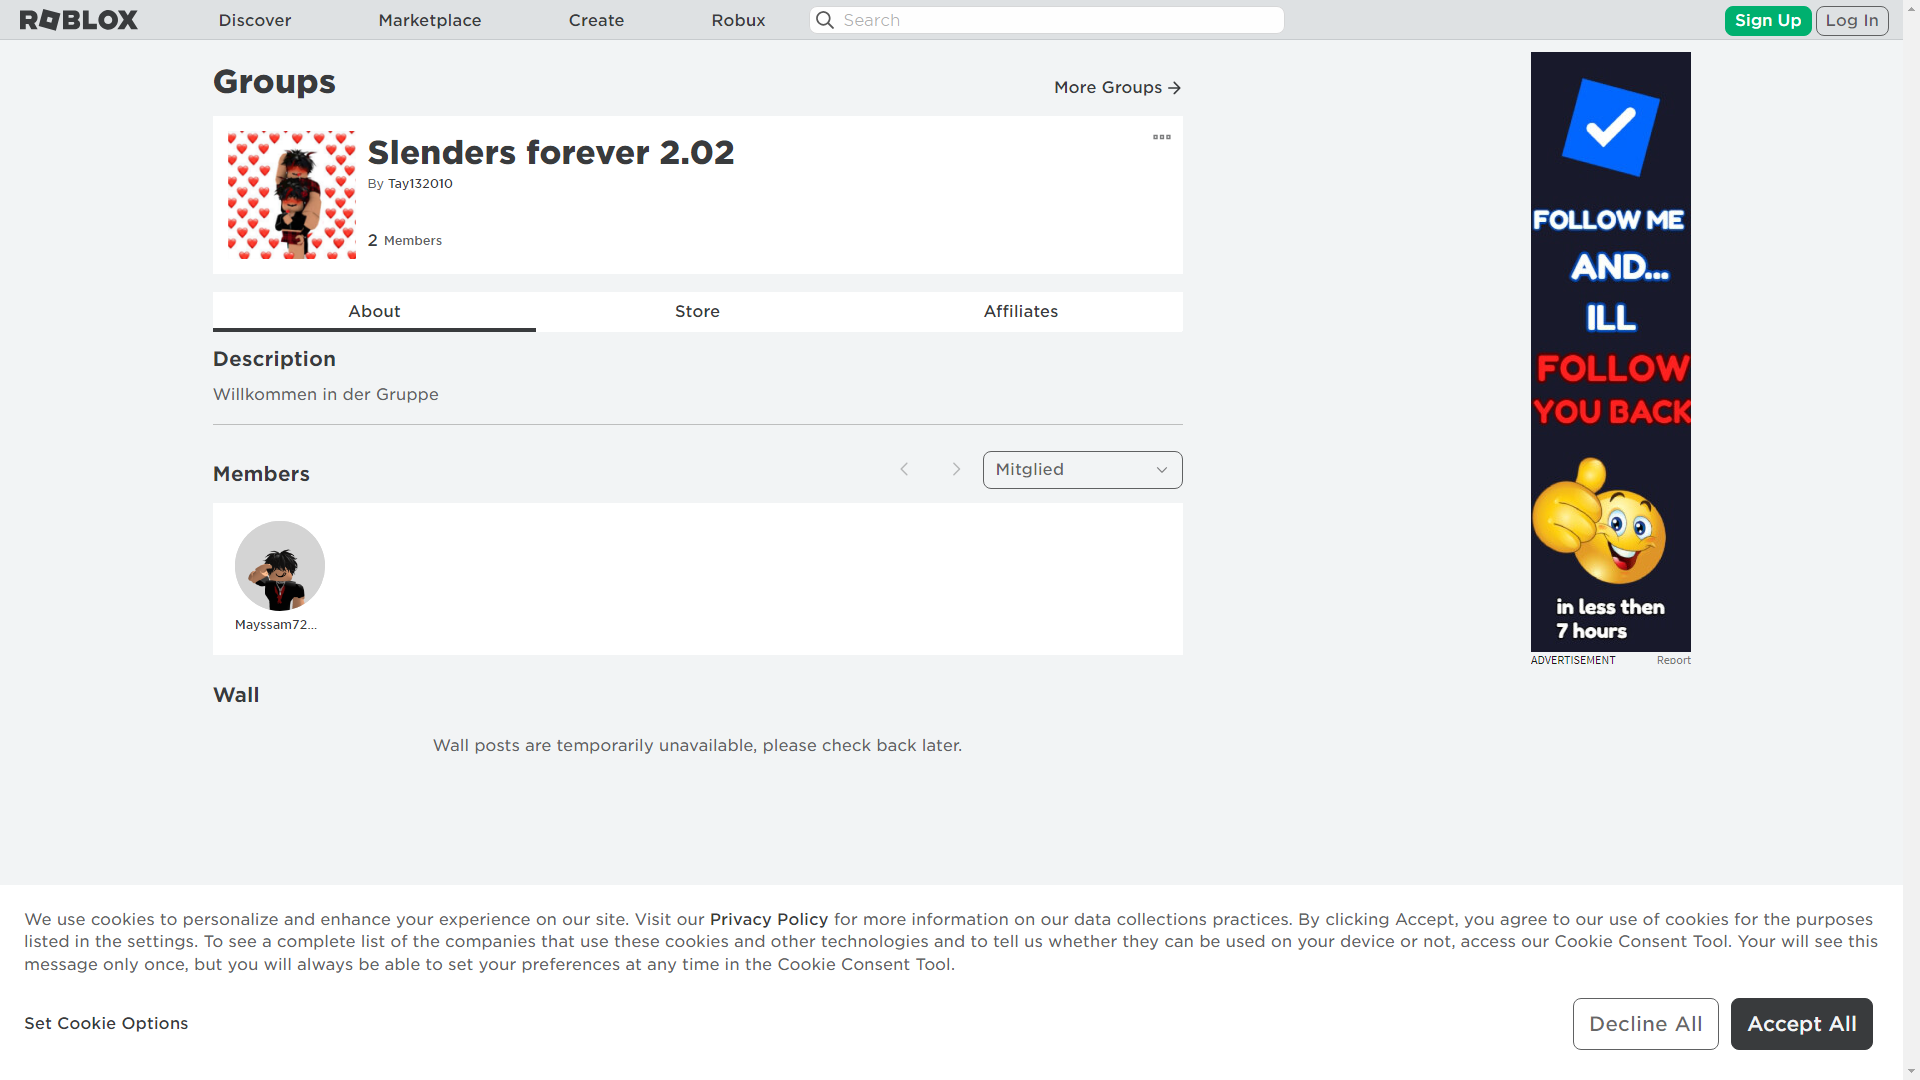 ROBLOX
Discover
Marketplace
Create
Robux
Search
Sign Up
Log In
Groups
More Groups
Slenders forever 2.02
By Tay132010
2 Members
About
Store
Affiliates
Description
Willkommen in der Gruppe
Members
Mitglied
Mayssam72...
Wall
Wall posts are temporarily unavailable, please check back later.
FOLLOW ME
AND...
ILL
FOLLOW
YOU BACK
in less then
7 hours
ADVERTISEMENT
Report
We use cookies to personalize and enhance your experience on our site. Visit our Privacy Policy for more information on our data collections practices. By clicking Accept, you agree to our use of cookies for the purposes
listed in the settings. To see a complete list of the companies that use these cookies and other technologies and to tell us whether they can be used on your device or not, access our Cookie Consent Tool. Your will see this
message only once, but you will always be able to set your preferences at any time in the Cookie Consent Tool.
Set Cookie Options
Decline All
Accept All